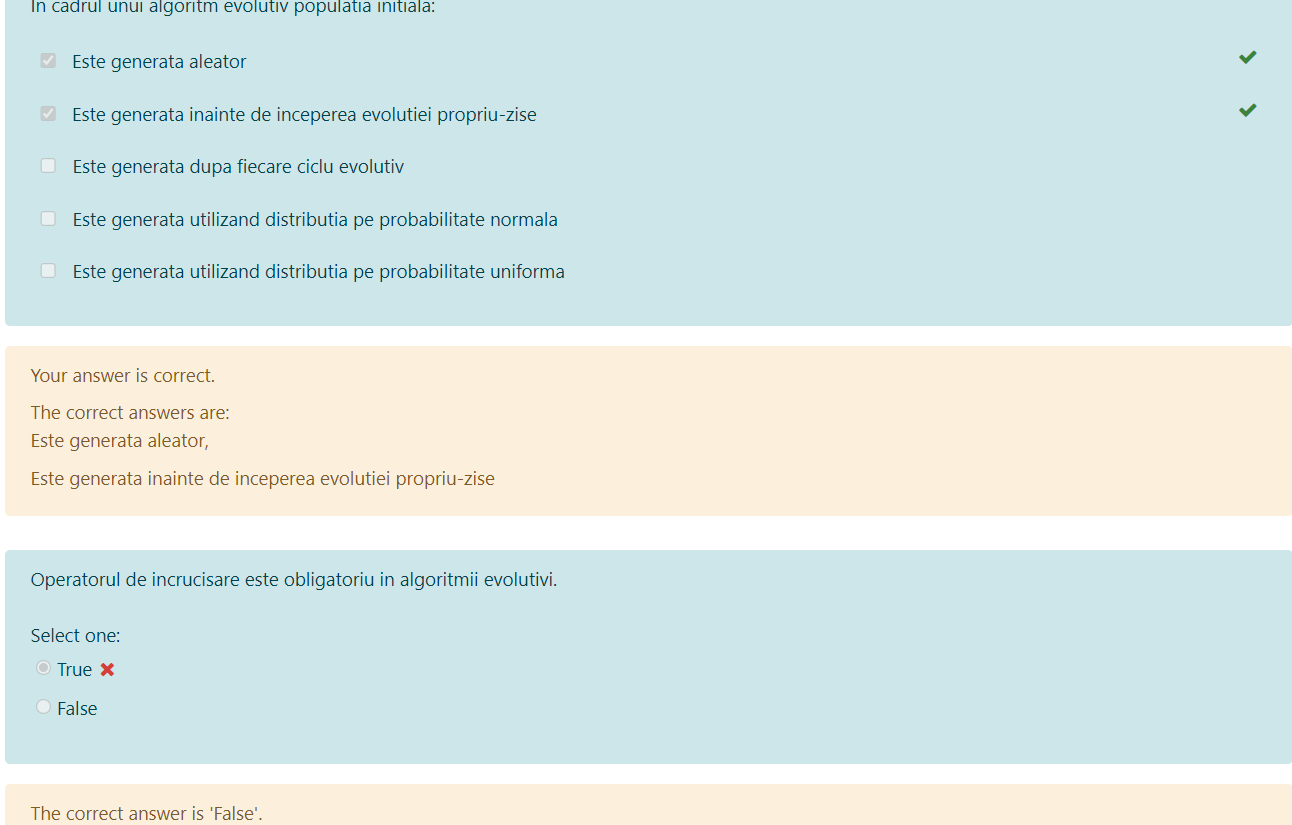 In cadrul unui algoritm evolutiv populatia initiala:
Este generata aleator
Este generata inainte de inceperea evolutiei propriu-zise
Este generata dupa fiecare ciclu evolutiv
Este generata utilizand distributia pe probabilitate normala
Este generata utilizand distributia pe probabilitate uniforma
Your answer is correct.
The correct answers are:
Este generata aleator,
Este generata inainte de inceperea evolutiei propriu-zise
Operatorul de incrucisare este obligatoriu in algoritmii evolutivi.
Select one:
True
False
The correct answer is 'False'.